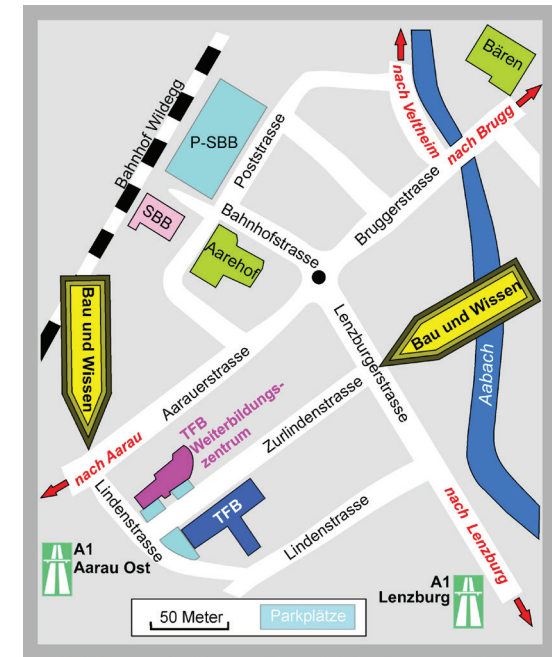 Bären
nach Veltheim
nach Brugg
Bahnhof Wildegg
P-SBB
Poststrasse
Bruggerstrasse
SBB
Bahnhofstrasse
Aarehof
Bau und Wissen
Bau und Wissen
Aabach
Aarauerstrasse
Lenzburgerstrasse
TFB
Weiterbildungs-
zentrum
Zurlindenstrasse
nach Aarau
Lindenstrasse
TFB
Lindenstrasse
nach Lenzburg
A1
Aarau Ost
A1
Lenzburg
50 Meter
Parkplätze